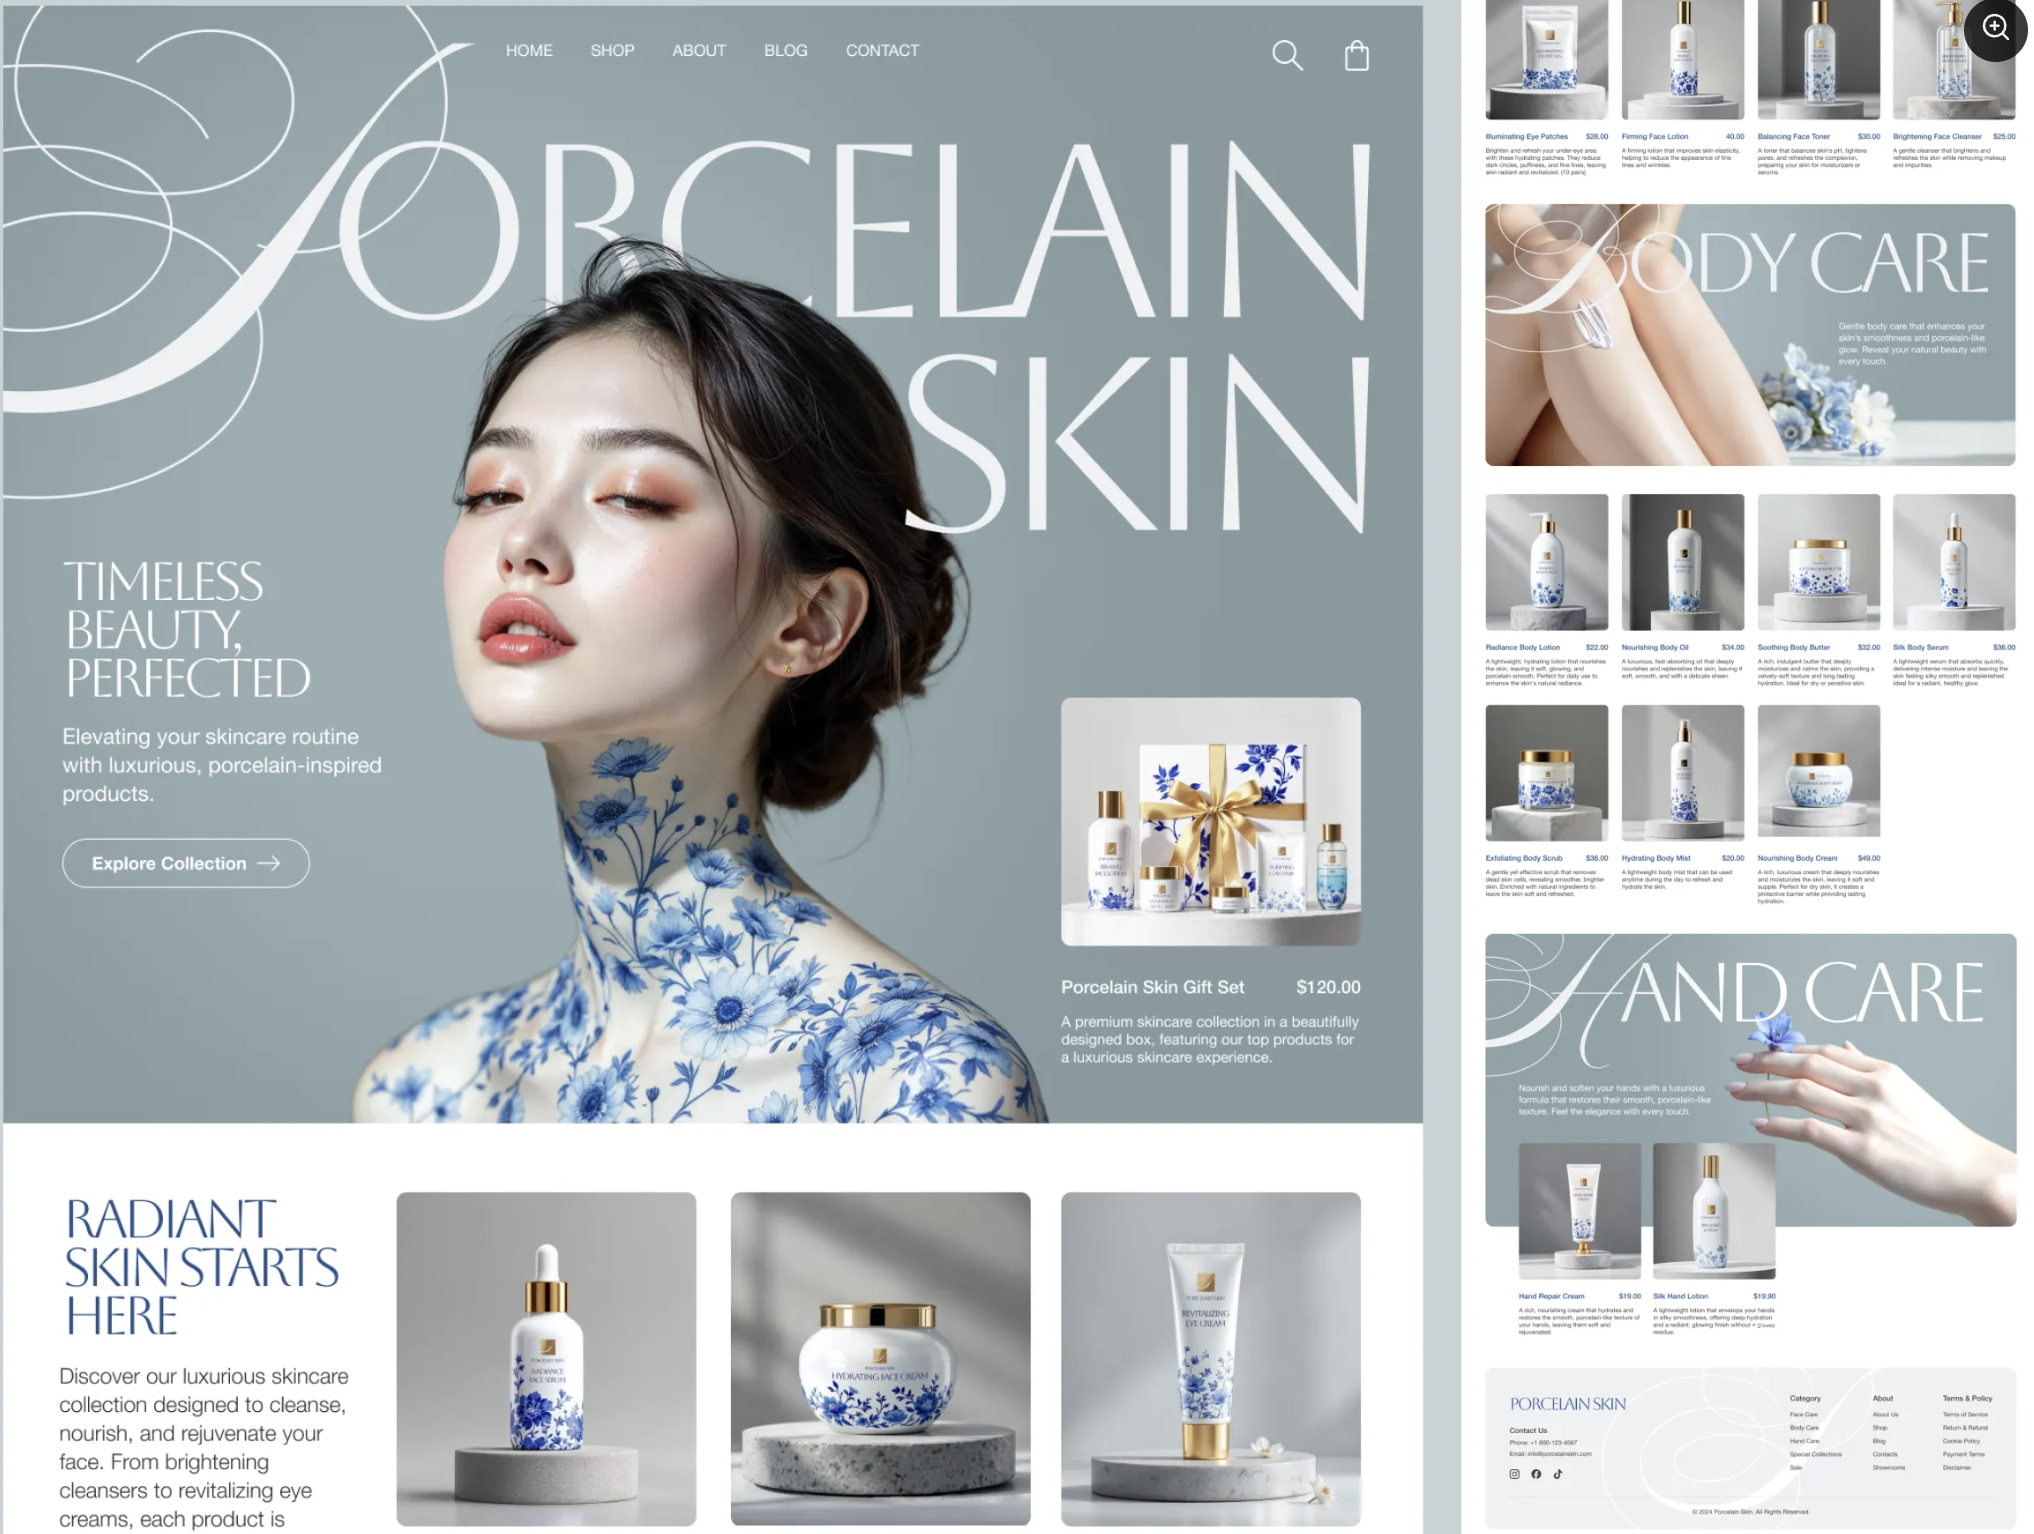 HOME SHOP ABOUT BLOG CONTACT
PORCELAIN
SKIN
TIMELESS
BEAUTY,
PERFECTED
Elevating your skincare routine
with luxurious, porcelain-inspired
products.
Explore Collection
Porcelain Skin Gift Set $120.00
A premium skincare collection in a beautifully
designed box, featuring our top products for
a luxurious skincare experience.
RADIANT
SKIN STARTS
HERE
Discover our luxurious skincare
collection designed to cleanse,
nourish, and rejuvenate your
face. From brightening
cleansers to revitalizing eye
creams, each product is
PORCELAIN SKIN
RADIANCE
FACE SERUM
PORCELAIN SKIN
HYDRATING FACE CREAM
PORCELAIN SKIN
REVITALIZING
EYE CREAM
Illuminating Eye Patches $28.00
Brighten and refresh your under-eye area
with these hydrating patches. They reduce
dark circles, puffiness, and fine lines, leaving
skin radiant and revitalized. (10 pairs)
Firming Face Lotion 40.00
A firming lotion that improves skin elasticity,
helping to reduce the appearance of fine
lines and wrinkles.
Balancing Face Toner $30.00
A toner that balances skin's pH, tightens
pores, and refreshes the complexion,
preparing your skin for moisturizers or
serums.
Brightening Face Cleanser $25.00
A gentle cleanser that brightens and
refreshes the skin while removing makeup
and impurities.
BODY CARE
Gentle body care that enhances your
skin's smoothness and porcelain-like
glow. Reveal your natural beauty with
every touch.
Radiance Body Lotion $22.00
A lightweight, hydrating lotion that nourishes
the skin, leaving it soft, glowing, and
porcelain-smooth. Perfect for daily use to
enhance the skin's natural radiance.
Nourishing Body Oil $34.00
A luxurious, fast-absorbing oil that deeply
nourishes and replenishes the skin, leaving it
soft, smooth, and with a delicate sheen.
Soothing Body Butter $32.00
A rich, indulgent butter that deeply
moisturizes and calms the skin, providing a
velvety-soft texture and long-lasting
hydration. Ideal for dry or sensitive skin.
Silk Body Serum $36.00
A lightweight serum that absorbs quickly,
delivering intense moisture and leaving the
skin feeling silky smooth and replenished.
Ideal for a radiant, healthy glow.
Exfoliating Body Scrub $36.00
A gentle yet effective scrub that removes
dead skin cells, revealing smoother, brighter
skin. Enriched with natural ingredients to
leave the skin soft and refreshed.
Hydrating Body Mist $20.00
A lightweight body mist that can be used
anytime during the day to refresh and
hydrate the skin.
Nourishing Body Cream $49.00
A rich, luxurious cream that deeply nourishes
and moisturizes the skin, leaving it soft and
supple. Perfect for dry skin, it creates a
protective barrier while providing lasting
hydration.
HAND CARE
Nourish and soften your hands with a luxurious
formula that restores their smooth, porcelain-like
texture. Feel the elegance with every touch.
Hand Repair Cream $19.00
A rich, nourishing cream that hydrates and
restores the smooth, porcelain-like texture of
your hands, leaving them soft and
rejuvenated.
Silk Hand Lotion $19.90
A lightweight lotion that envelops your hands
in silky smoothness, offering deep hydration
and a radiant, glowing finish without
residue.
PORCELAIN SKIN
Contact Us
Phone: +1 800-123-4567
Email: info@porcelainskin.com
Category
Face Care
Body Care
Hand Care
Special Collections
Sale
About
About Us
Shop
Blog
Contacts
Showrooms
Terms & Policy
Terms of Service
Return & Refund
Cookie Policy
Payment Terms
Disclaimer
© 2024 Porcelain Skin. All Rights Reserved.